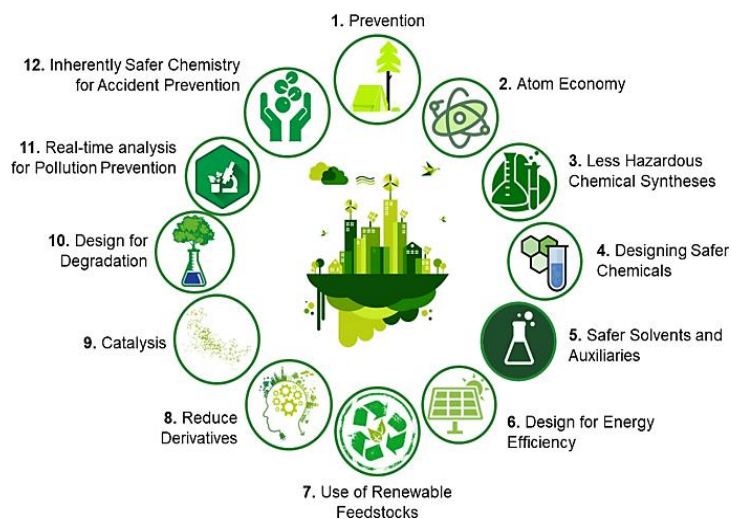 1. Prevention
2. Atom Economy
3. Less Hazardous
Chemical Syntheses
4. Designing Safer
Chemicals
5. Safer Solvents and
Auxiliaries
6. Design for Energy
Efficiency
7. Use of Renewable
Feedstocks
8. Reduce
Derivatives
9. Catalysis
10. Design for
Degradation
11. Real-time analysis
for Pollution Prevention
12. Inherently Safer Chemistry
for Accident Prevention